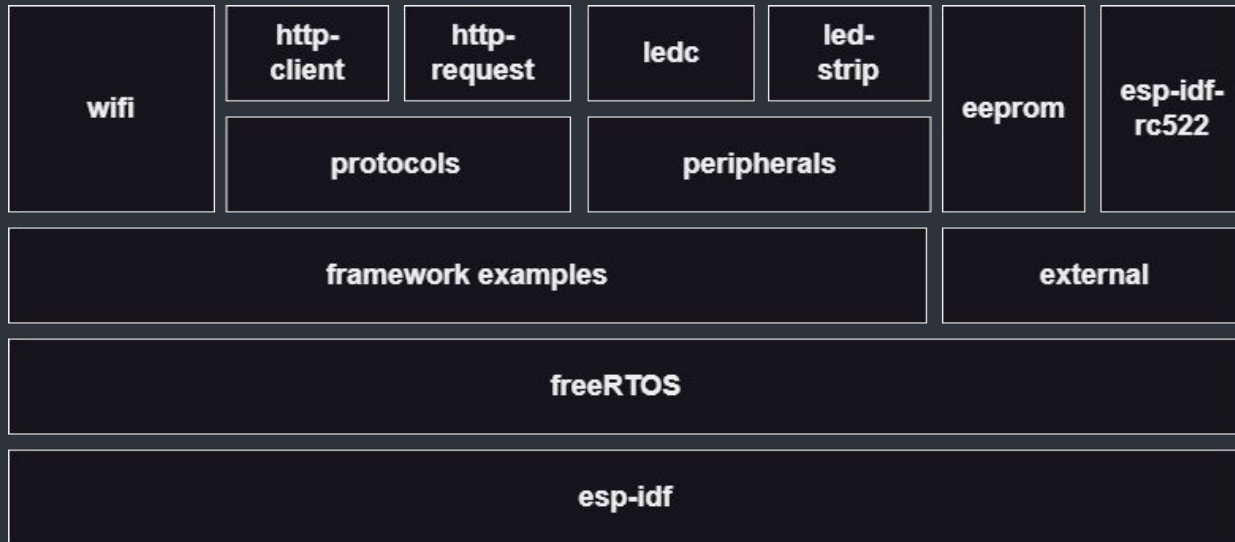 wifi
http-
client
http-
request
ledc
led-
strip
eeprom
esp-idf-
rc522
protocols
peripherals
framework examples
external
freeRTOS
esp-idf